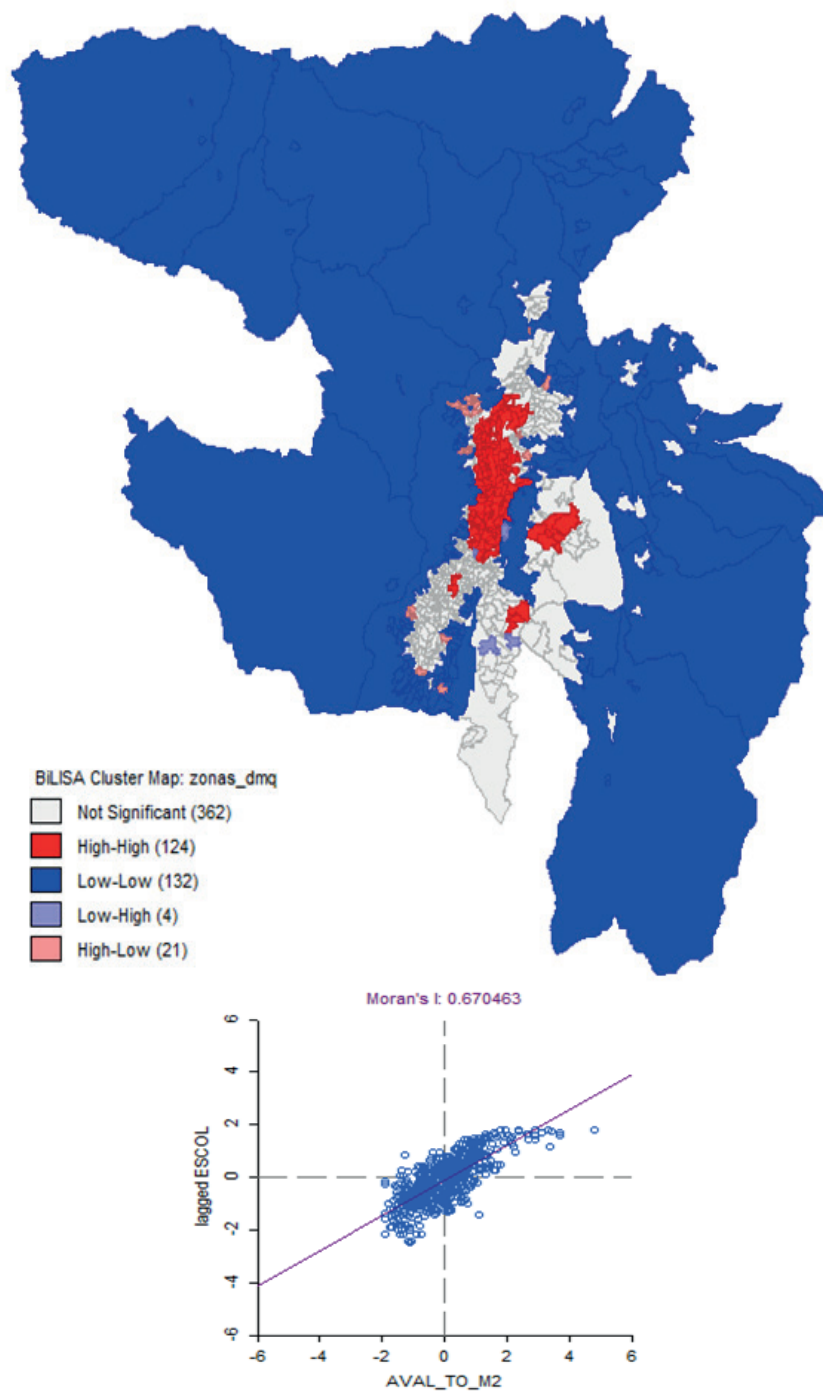 BiLISA Cluster Map: zonas_dmq
Not Significant (362)
High-High (124)
Low-Low (132)
Low-High (4)
High-Low (21)
Moran's I: 0.670463
6
4
2
0
-2
-4
-6
lagged ESCOL
-6 -4 -2 0 2 4 6
AVAL_TO_M2